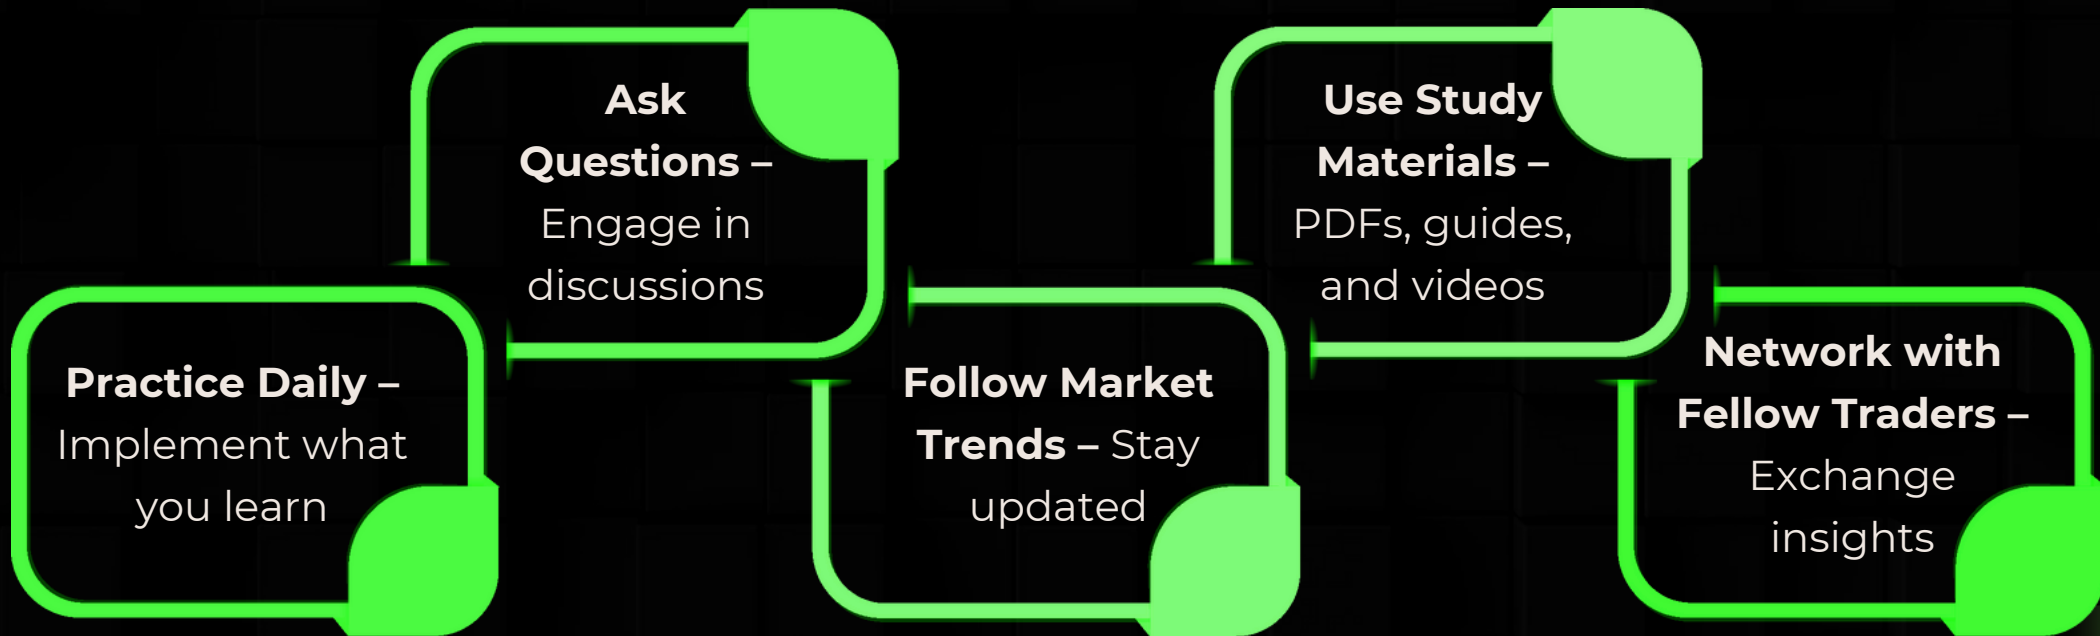 Practice Daily –
Implement what
you learn
Ask
Questions –
Engage in
discussions
Follow Market
Trends – Stay
updated
Use Study
Materials –
PDFs, guides,
and videos
Network with
Fellow Traders –
Exchange
insights